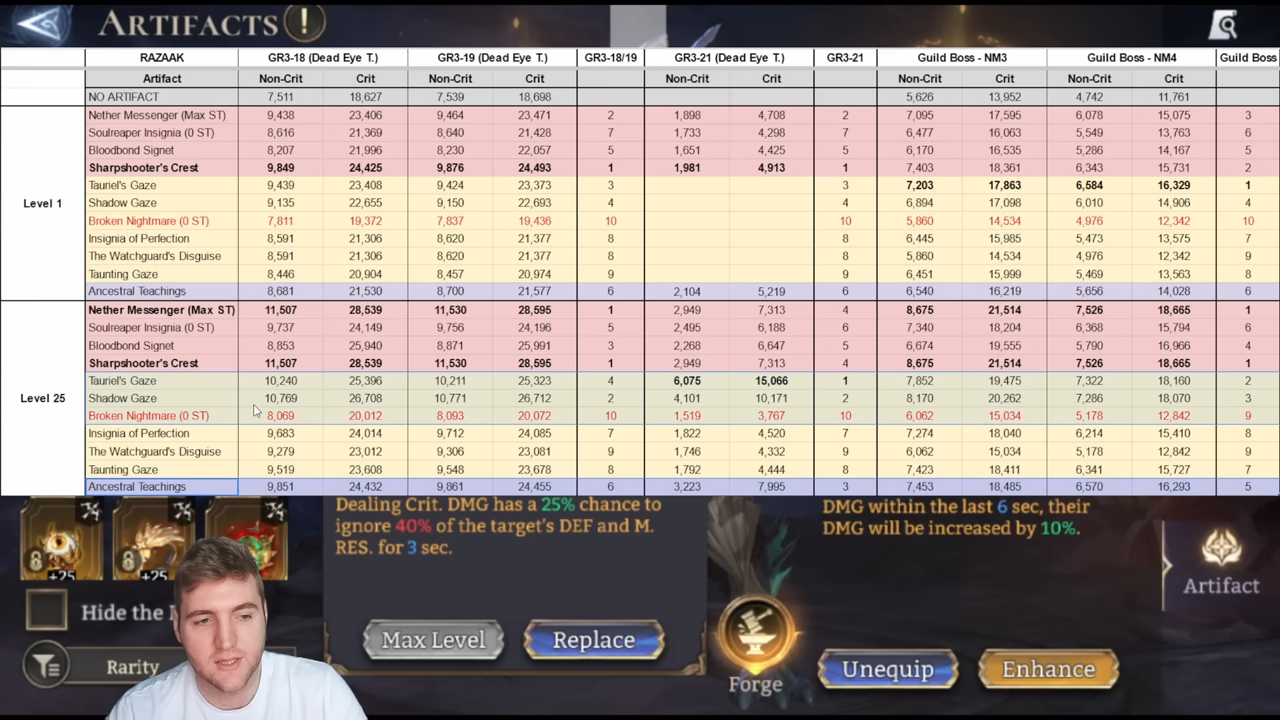 ARTIFACTS !
RAZAAK GR3-18 (Dead Eye T.) GR3-19 (Dead Eye T.) GR3-18/19 GR3-21 (Dead Eye T.) GR3-21 Guild Boss - NM3 Guild Boss - NM4 Guild Boss
Artifact Non-Crit Crit Non-Crit Crit Non-Crit Crit Non-Crit Crit Non-Crit Crit
NO ARTIFACT 7,511 18,627 7,539 18,698 5,626 13,952 4,742 11,761
Nether Messenger (Max ST) 9,438 23,406 9,464 23,471 2 1,898 4,708 2 7,095 17,595 6,078 15,075 3
Soulreaper Insignia (0 ST) 8,616 21,369 8,640 21,428 7 1,733 4,298 7 6,477 16,063 5,549 13,763 6
Bloodbond Signet 8,207 21,996 8,230 22,057 5 1,651 4,425 5 6,170 16,535 5,286 14,167 5
Sharpshooter's Crest 9,849 24,425 9,876 24,493 1 1,981 4,913 1 7,403 18,361 6,343 15,731 2
Tauriel's Gaze 9,439 23,408 9,424 23,373 3 3 7,203 17,863 6,584 16,329 1
Level 1 Shadow Gaze 9,135 22,655 9,150 22,693 4 4 6,894 17,098 6,010 14,906 4
Broken Nightmare (0 ST) 7,811 19,372 7,837 19,436 10 10 5,860 14,534 4,976 12,342 10
Insignia of Perfection 8,591 21,306 8,620 21,377 8 8 6,445 15,985 5,473 13,575 7
The Watchguard's Disguise 8,591 21,306 8,620 21,377 8 8 5,860 14,534 4,976 12,342 9
Taunting Gaze 8,446 20,904 8,457 20,974 9 9 6,451 15,999 5,469 13,563 8
Ancestral Teachings 8,681 21,530 8,700 21,577 6 2,104 5,219 6 6,540 16,219 5,656 14,028 6
Nether Messenger (Max ST) 11,507 28,539 11,530 28,595 1 2,949 7,313 4 8,675 21,514 7,526 18,665 1
Soulreaper Insignia (0 ST) 9,737 24,149 9,756 24,196 5 2,495 6,188 6 7,340 18,204 6,368 15,794 6
Bloodbond Signet 8,853 25,940 8,871 25,991 3 2,268 6,647 5 6,674 19,555 5,790 16,966 4
Sharpshooter's Crest 11,507 28,539 11,530 28,595 1 2,949 7,313 4 8,675 21,514 7,526 18,665 1
Tauriel's Gaze 10,240 25,396 10,211 25,323 4 6,075 15,066 1 7,852 19,475 7,322 18,160 2
Level 25 Shadow Gaze 10,769 26,708 10,771 26,712 2 4,101 10,171 2 8,170 20,262 7,286 18,070 3
Broken Nightmare (0 ST) 8,069 20,012 8,093 20,072 10 1,519 3,767 10 6,062 15,034 5,178 12,842 9
Insignia of Perfection 9,683 24,014 9,712 24,085 7 1,822 4,520 7 7,274 18,040 6,214 15,410 8
The Watchguard's Disguise 9,279 23,012 9,306 23,081 9 1,746 4,332 9 6,062 15,034 5,178 12,842 9
Taunting Gaze 9,519 23,608 9,548 23,678 8 1,792 4,444 8 7,423 18,411 6,341 15,727 7
Ancestral Teachings 9,851 24,432 9,861 24,455 6 3,223 7,995 3 7,453 18,485 6,570 16,293 5
Dealing Crit. DMG has a 25% chance to
ignore 40% of the target's DEF and M.
RES. for 3 sec.
DMG within the last 6 sec, their
DMG will be increased by 10%.
8 +25
8 +25
+25
Hide the
Rarity
Max Level
Replace
Forge
Unequip
Enhance
Artifact